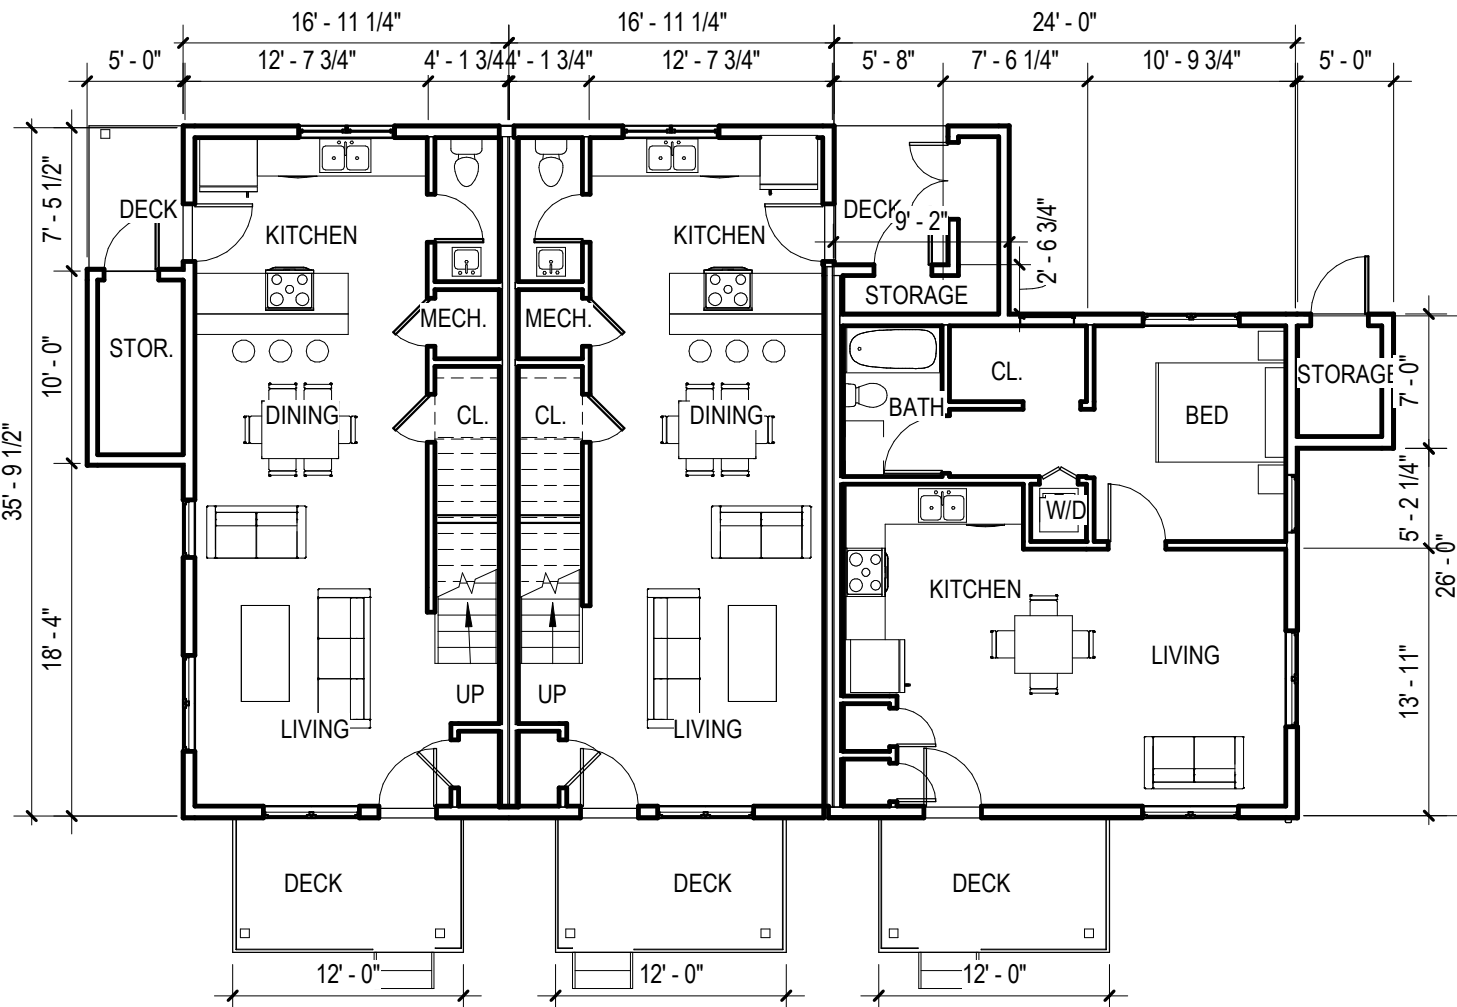 16' - 11 1/4"
16' - 11 1/4"
24' - 0"
5' - 0"
12' - 7 3/4"
4' - 1 3/4"
4' - 1 3/4"
12' - 7 3/4"
5' - 8"
7' - 6 1/4"
10' - 9 3/4"
5' - 0"
35' - 9 1/2"
7' - 5 1/2"
10' - 0"
18' - 4"
DECK
KITCHEN
KITCHEN
DECK
9' - 2"
2' - 6 3/4"
STORAGE
MECH.
MECH.
STOR.
CL.
STORAGE
7' - 0"
DINING
CL.
CL.
DINING
BATH
BED
W/D
5' - 2 1/4"
26' - 0"
KITCHEN
LIVING
13' - 11"
UP
UP
LIVING
LIVING
DECK
DECK
DECK
12' - 0"
12' - 0"
12' - 0"